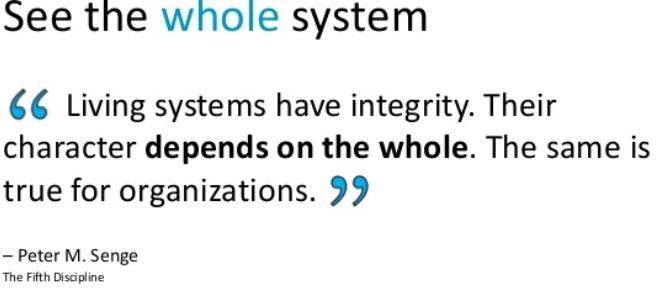 See the whole system
“ Living systems have integrity. Their
character depends on the whole. The same is
true for organizations. ”
– Peter M. Senge
The Fifth Discipline